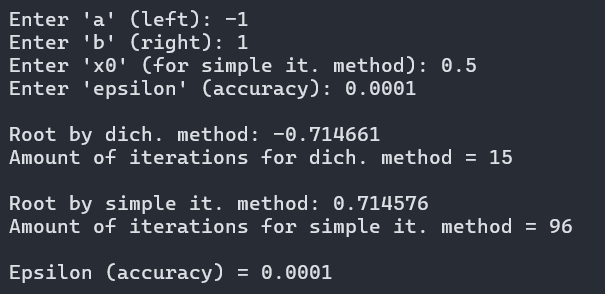 Enter 'a' (left): -1
Enter 'b' (right): 1
Enter 'x0' (for simple it. method): 0.5
Enter 'epsilon' (accuracy): 0.0001
Root by dich. method: -0.714661
Amount of iterations for dich. method = 15
Root by simple it. method: 0.714576
Amount of iterations for simple it. method = 96
Epsilon (accuracy) = 0.0001